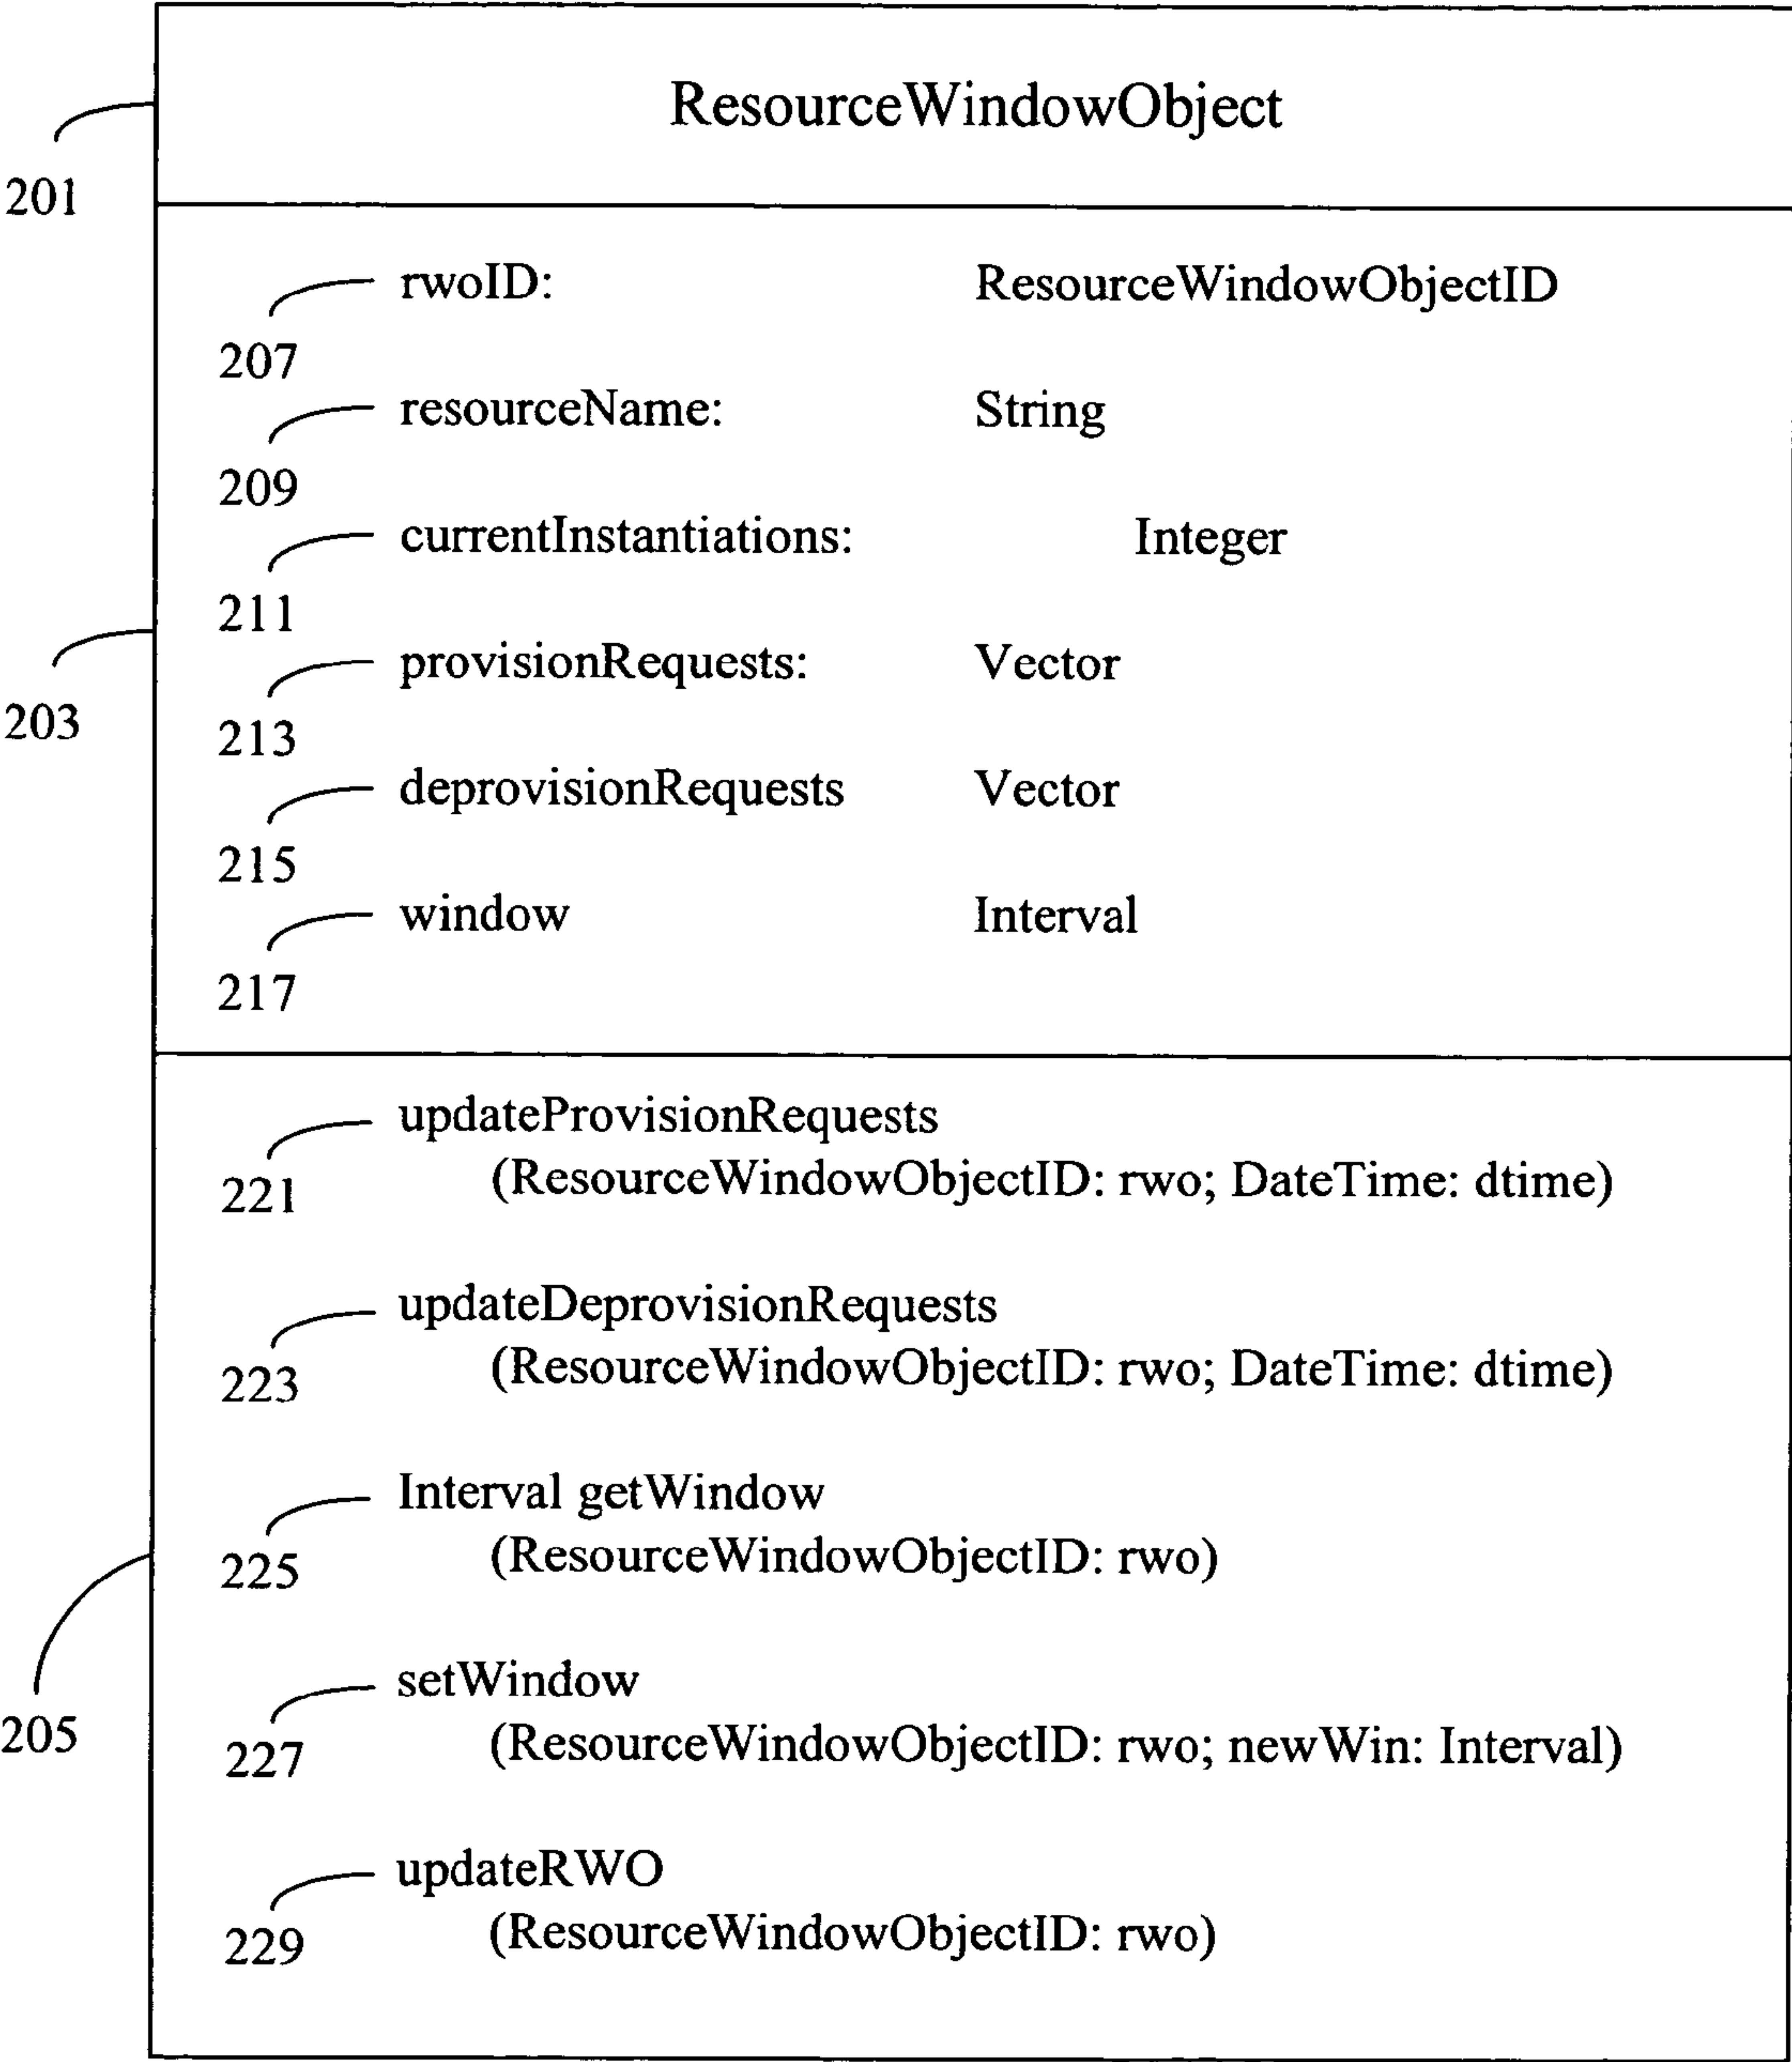 ResourceWindowObject
201
rwoID: ResourceWindowObjectID
207
resourceName: String
209
currentInstantiations: Integer
211
provisionRequests: Vector
203
213
deprovisionRequests Vector
215
window Interval
217
updateProvisionRequests
221 (ResourceWindowObjectID: rwo; DateTime: dtime)
updateDeprovisionRequests
223 (ResourceWindowObjectID: rwo; DateTime: dtime)
Interval getWindow
225 (ResourceWindowObjectID: rwo)
setWindow
205
227 (ResourceWindowObjectID: rwo; newWin: Interval)
updateRWO
229 (ResourceWindowObjectID: rwo)